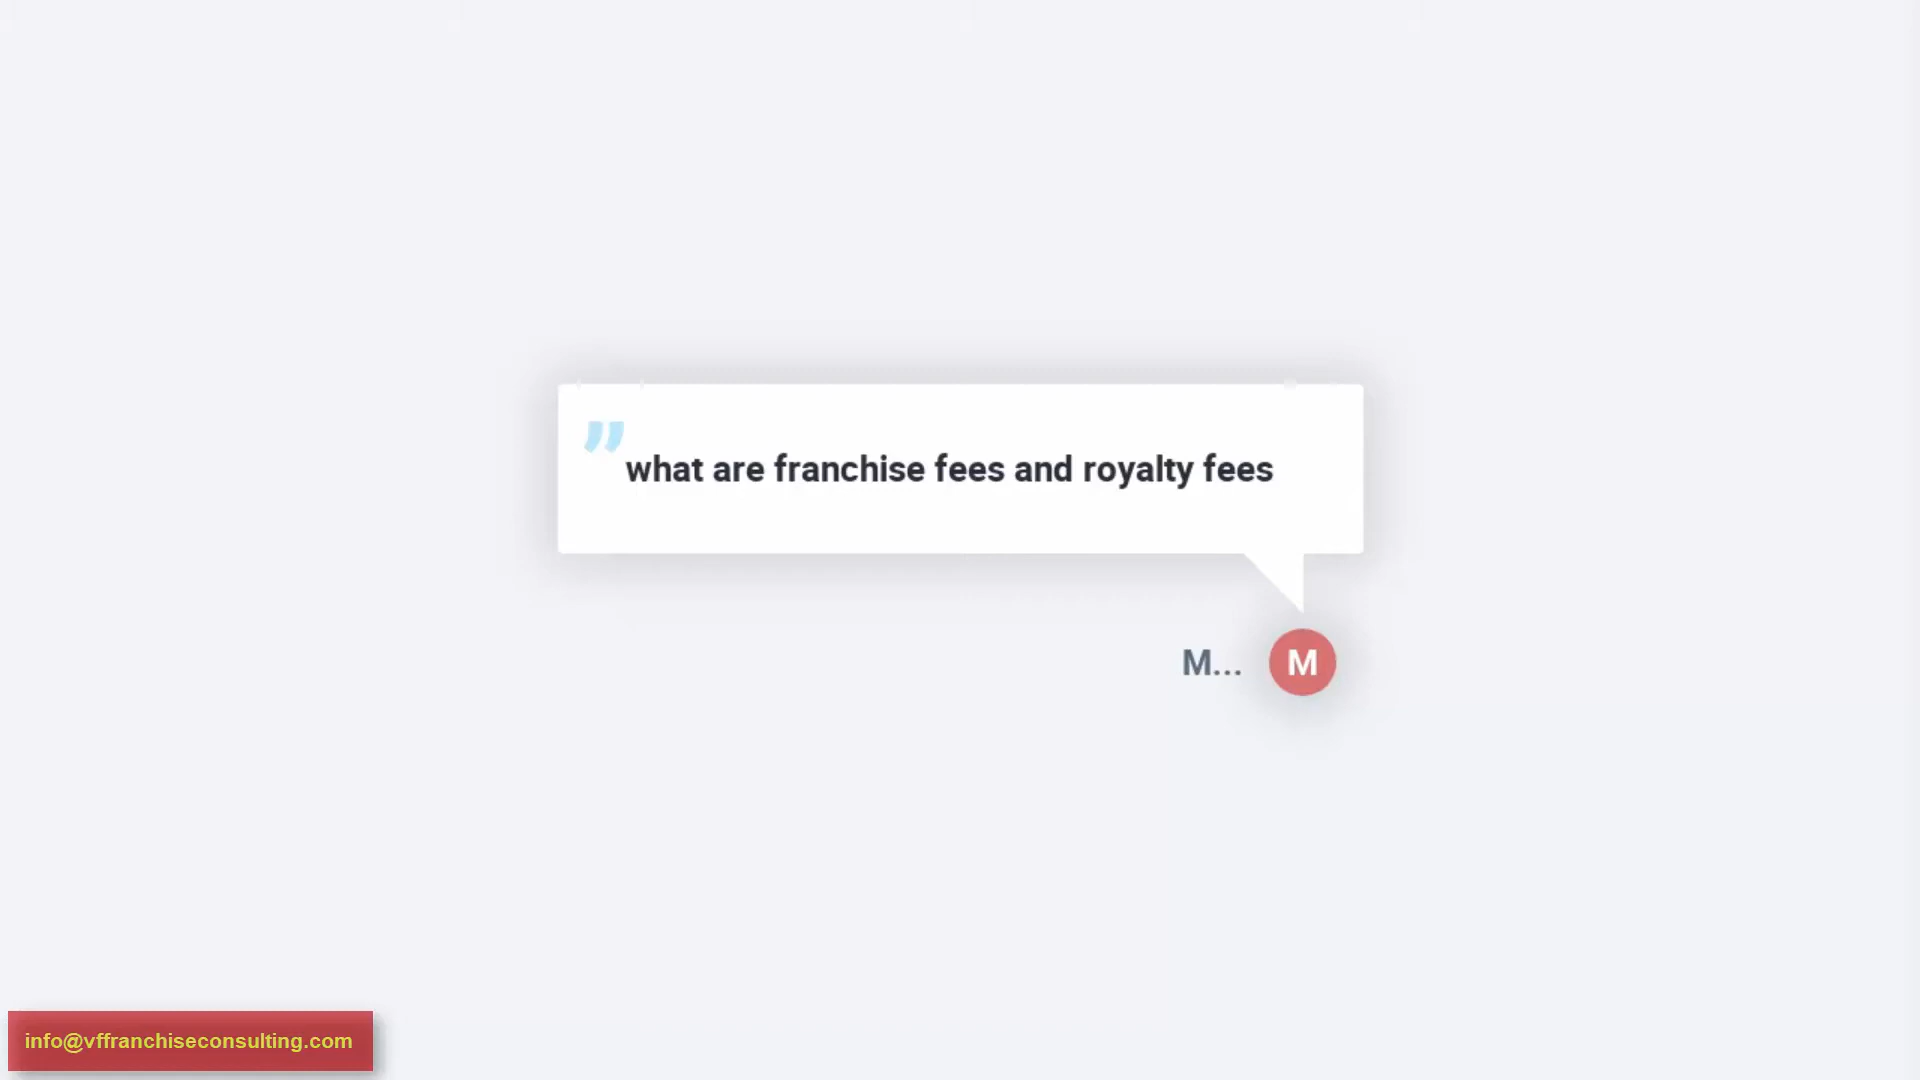 ”
what are franchise fees and royalty fees
M...
M
info@vffranchiseconsulting.com